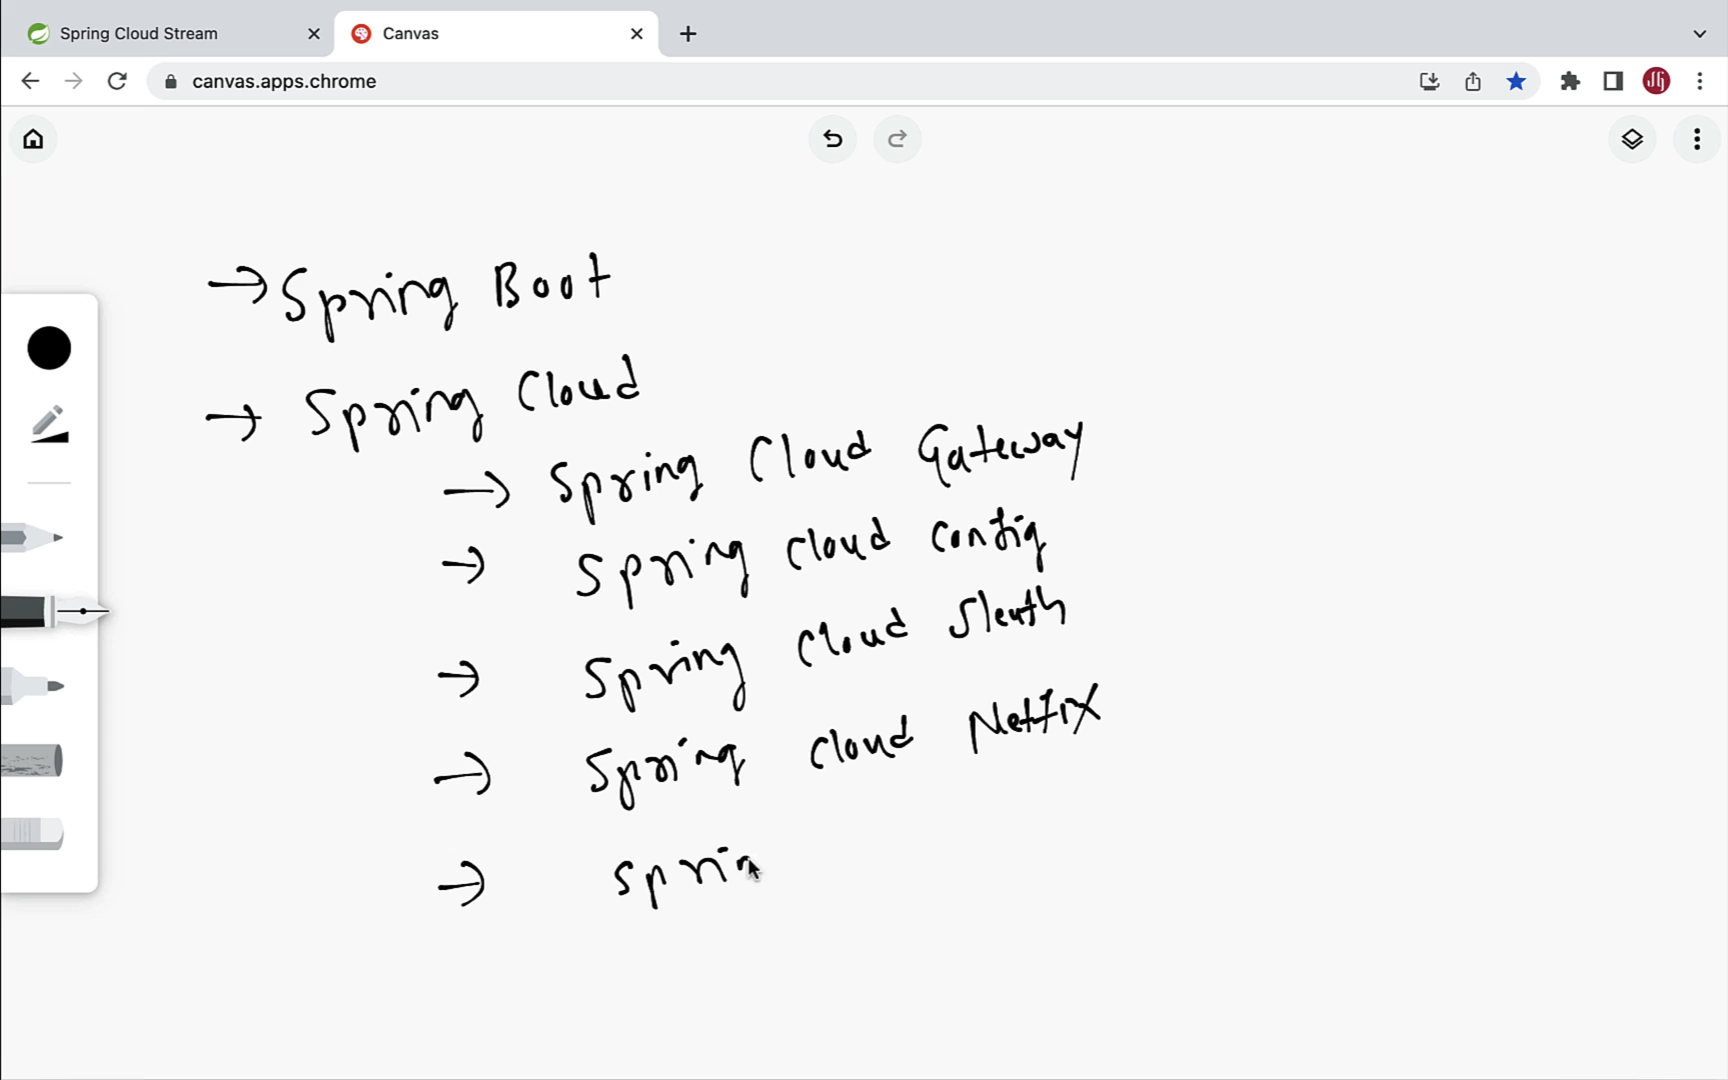 Spring Cloud Stream
Canvas
canvas.apps.chrome
→ Spring Boot
→ Spring Cloud
→ Spring Cloud Gateway
→ Spring Cloud Config
→ Spring Cloud Sleuth
→ Spring Cloud Netfix
→ Sprin